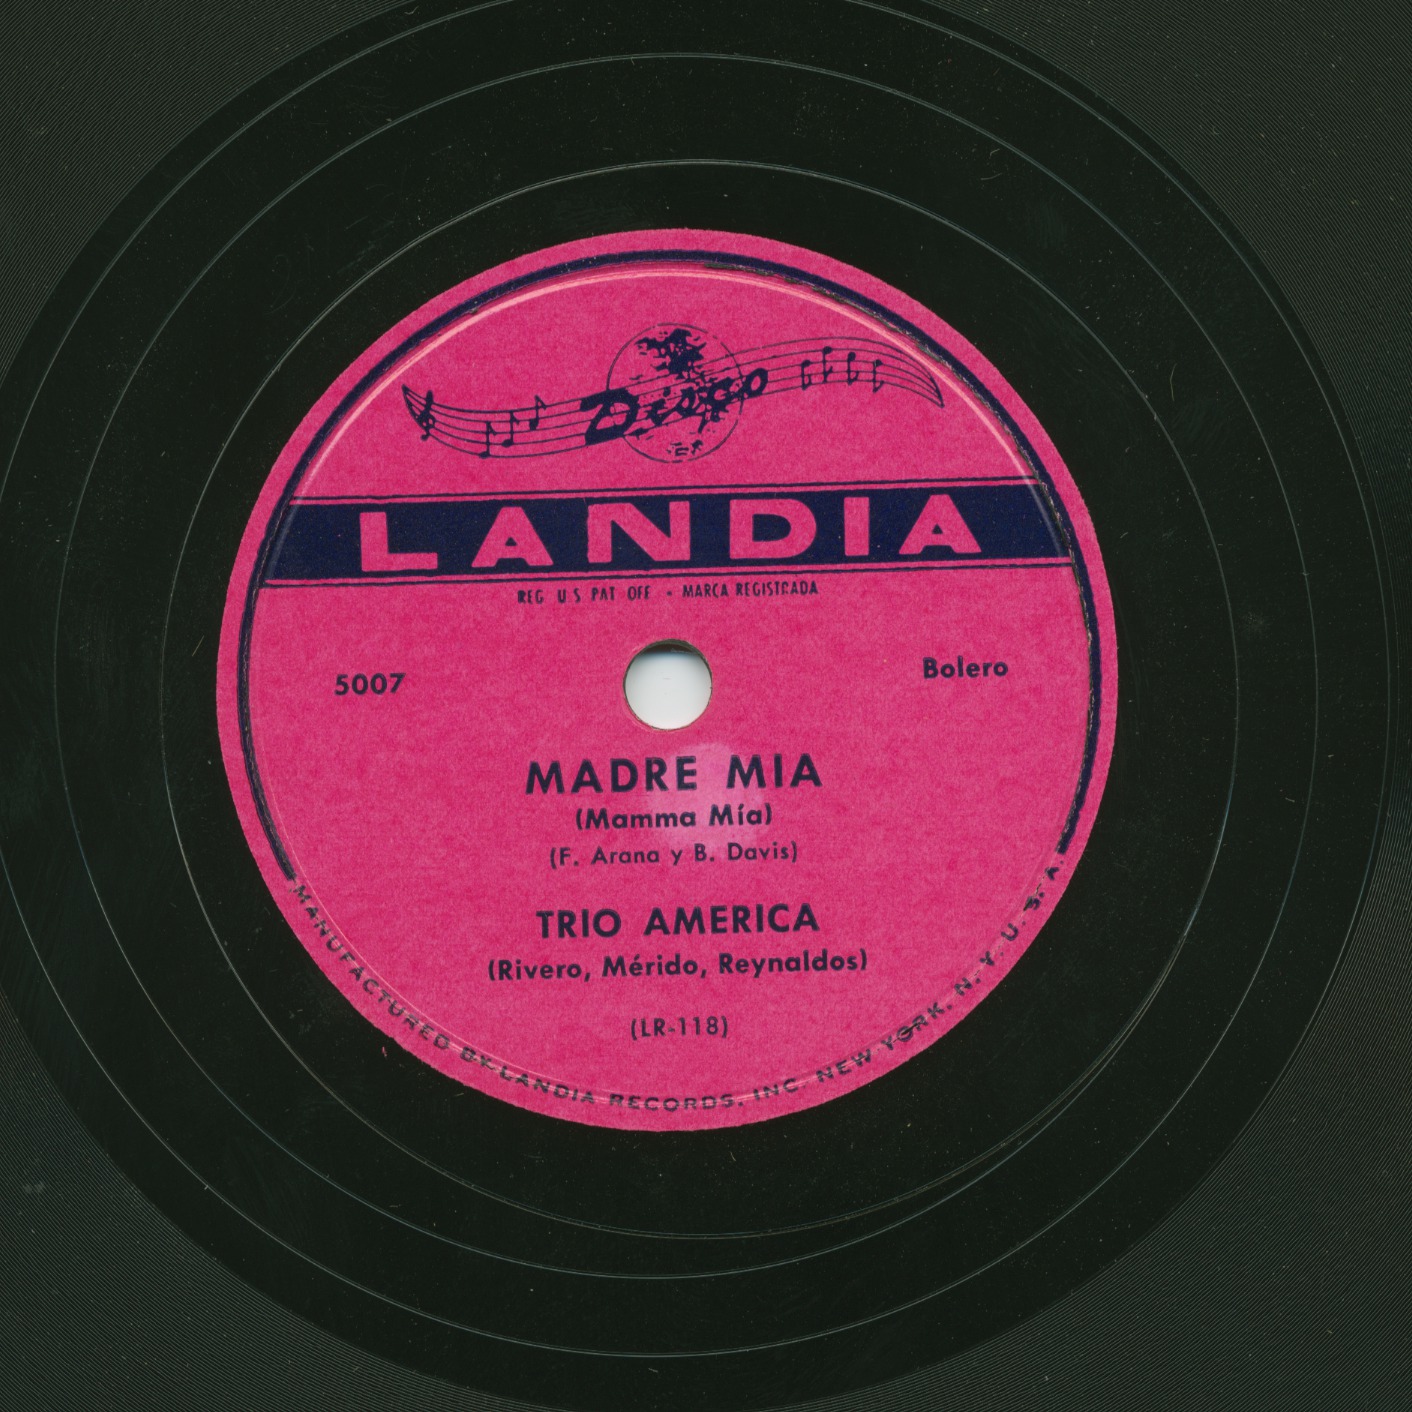 Disco
LANDIA
REG U S PAT OFF - MARCA REGISTRADA
5007
Bolero
MADRE MIA
(Mamma Mía)
(F. Arana y B. Davis)
TRIO AMERICA
(Rivero, Mérido, Reynaldos)
(LR-118)
MANUFACTURED BY LANDIA RECORDS, INC. NEW YORK, N. Y. U. S. A.